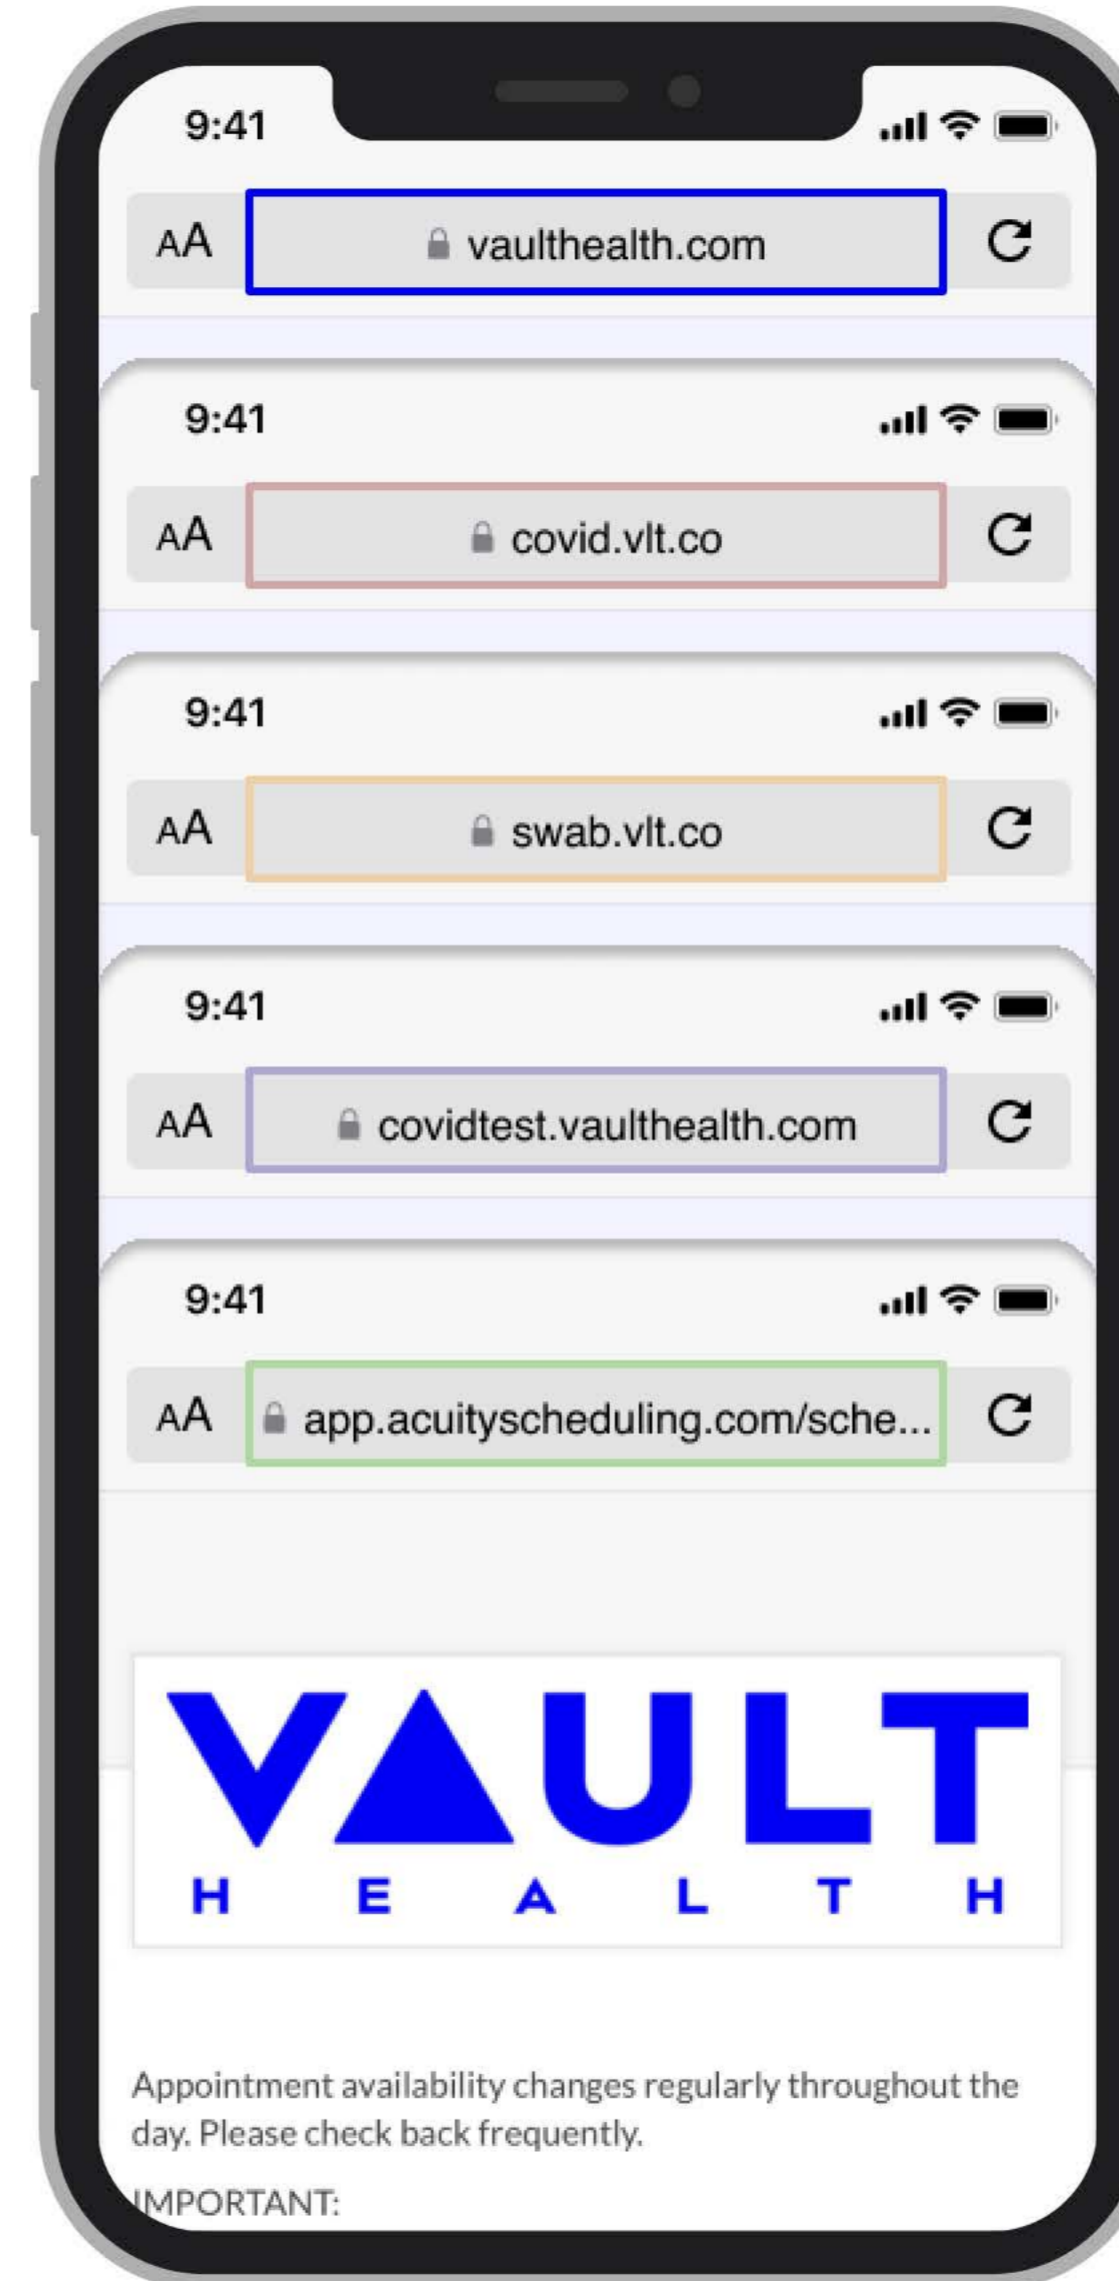 9:41
AA vaulthealth.com
9:41
AA covid.vlt.co
9:41
AA swab.vlt.co
9:41
AA covidtest.vaulthealth.com
9:41
AA app.acuityscheduling.com/sche...
VAULT
HEALTH
Appointment availability changes regularly throughout the
day. Please check back frequently.
IMPORTANT: